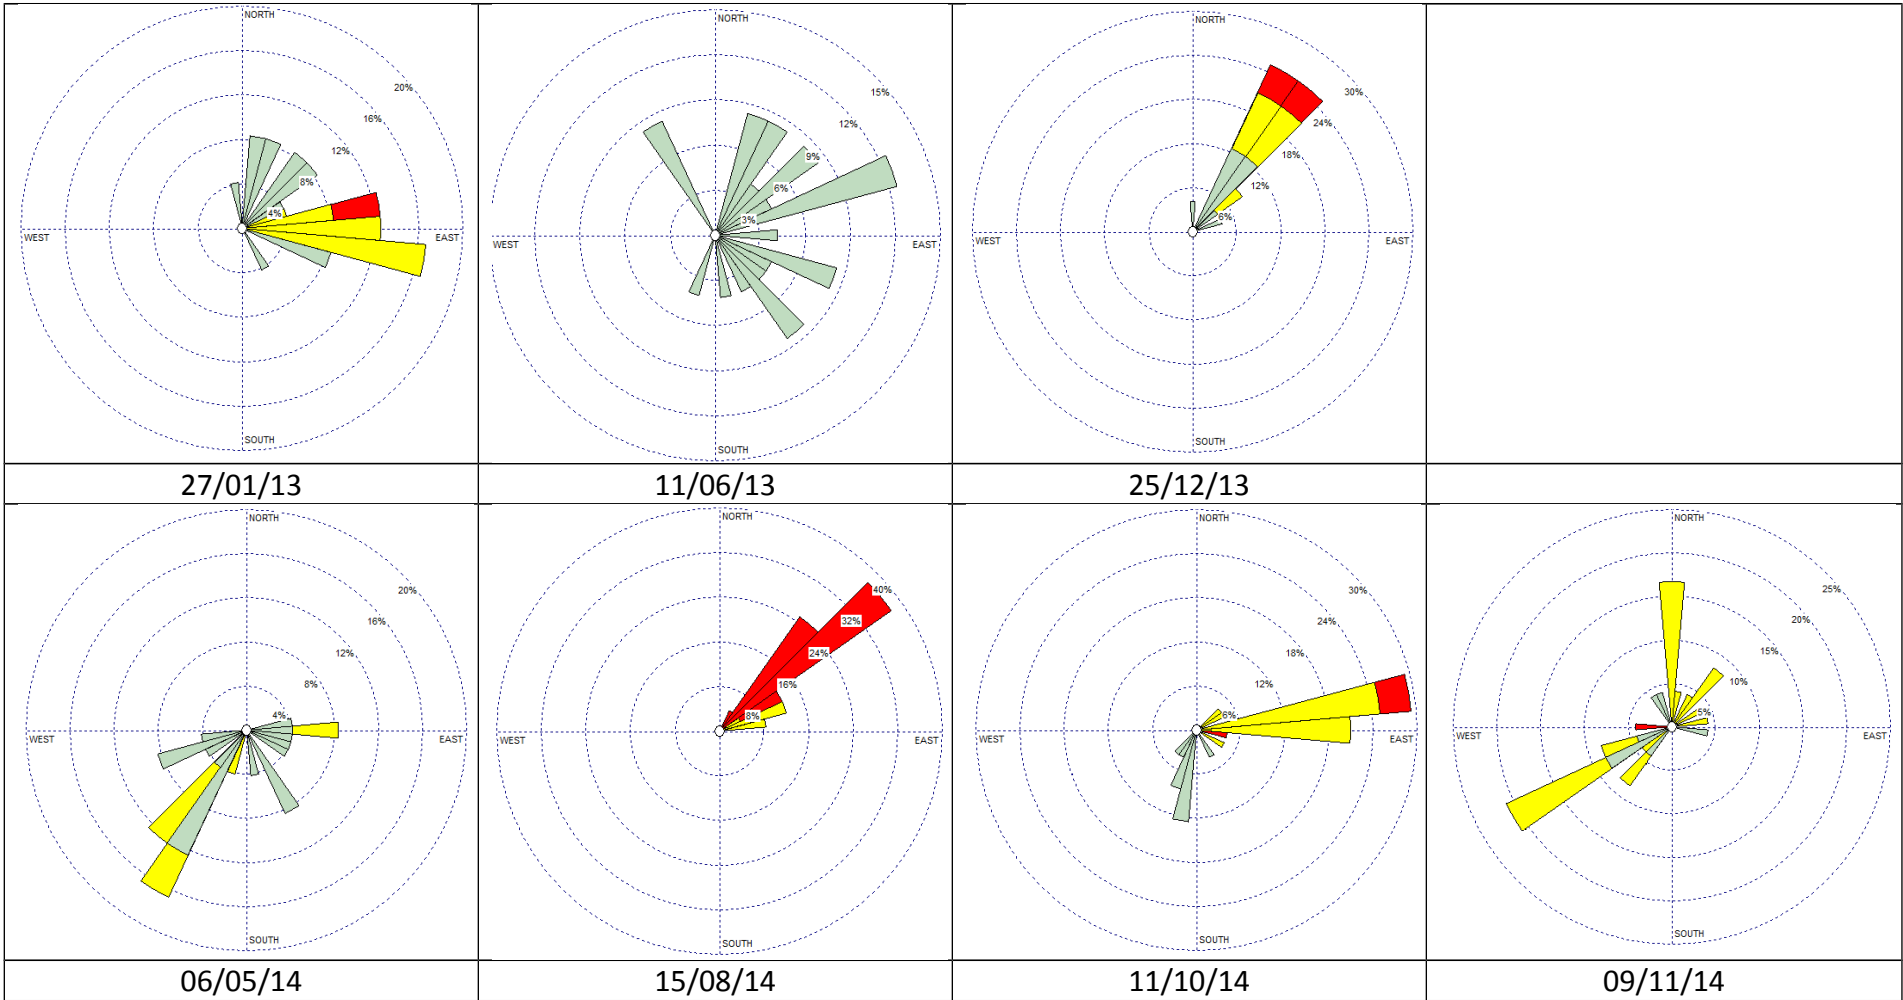 NORTH
20%
16%
12%
8%
4%
WEST
EAST
SOUTH
27/01/13
NORTH
15%
12%
9%
6%
3%
WEST
EAST
SOUTH
11/06/13
NORTH
30%
24%
18%
12%
6%
WEST
EAST
SOUTH
25/12/13
NORTH
20%
16%
12%
8%
4%
WEST
EAST
SOUTH
06/05/14
NORTH
40%
32%
24%
16%
8%
WEST
EAST
SOUTH
15/08/14
NORTH
30%
24%
18%
12%
6%
WEST
EAST
SOUTH
11/10/14
NORTH
25%
20%
15%
10%
5%
WEST
EAST
SOUTH
09/11/14